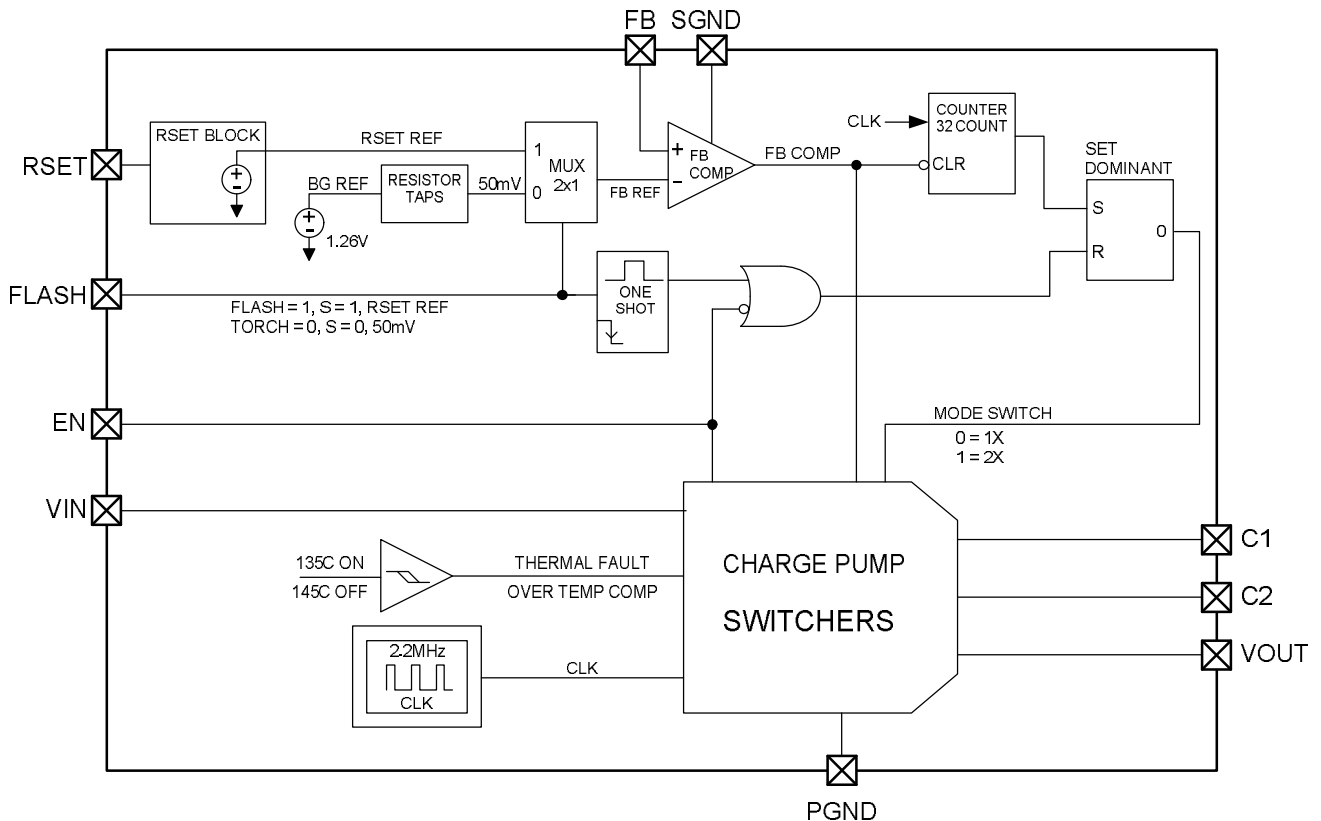 FB SGND
RSET BLOCK
RSET REF
RSET
BG REF
RESISTOR
TAPS
50mV
1.26V
1
0
MUX
2x1
FB REF
+
−
FB
COMP
FB COMP
CLK
COUNTER
32 COUNT
CLR
SET
DOMINANT
S
R
0
FLASH
FLASH = 1, S = 1, RSET REF
TORCH = 0, S = 0, 50mV
ONE
SHOT
EN
MODE SWITCH
0 = 1X
1 = 2X
VIN
135C ON
145C OFF
THERMAL FAULT
OVER TEMP COMP
CHARGE PUMP
SWITCHERS
2.2MHz
CLK
CLK
C1
C2
VOUT
PGND